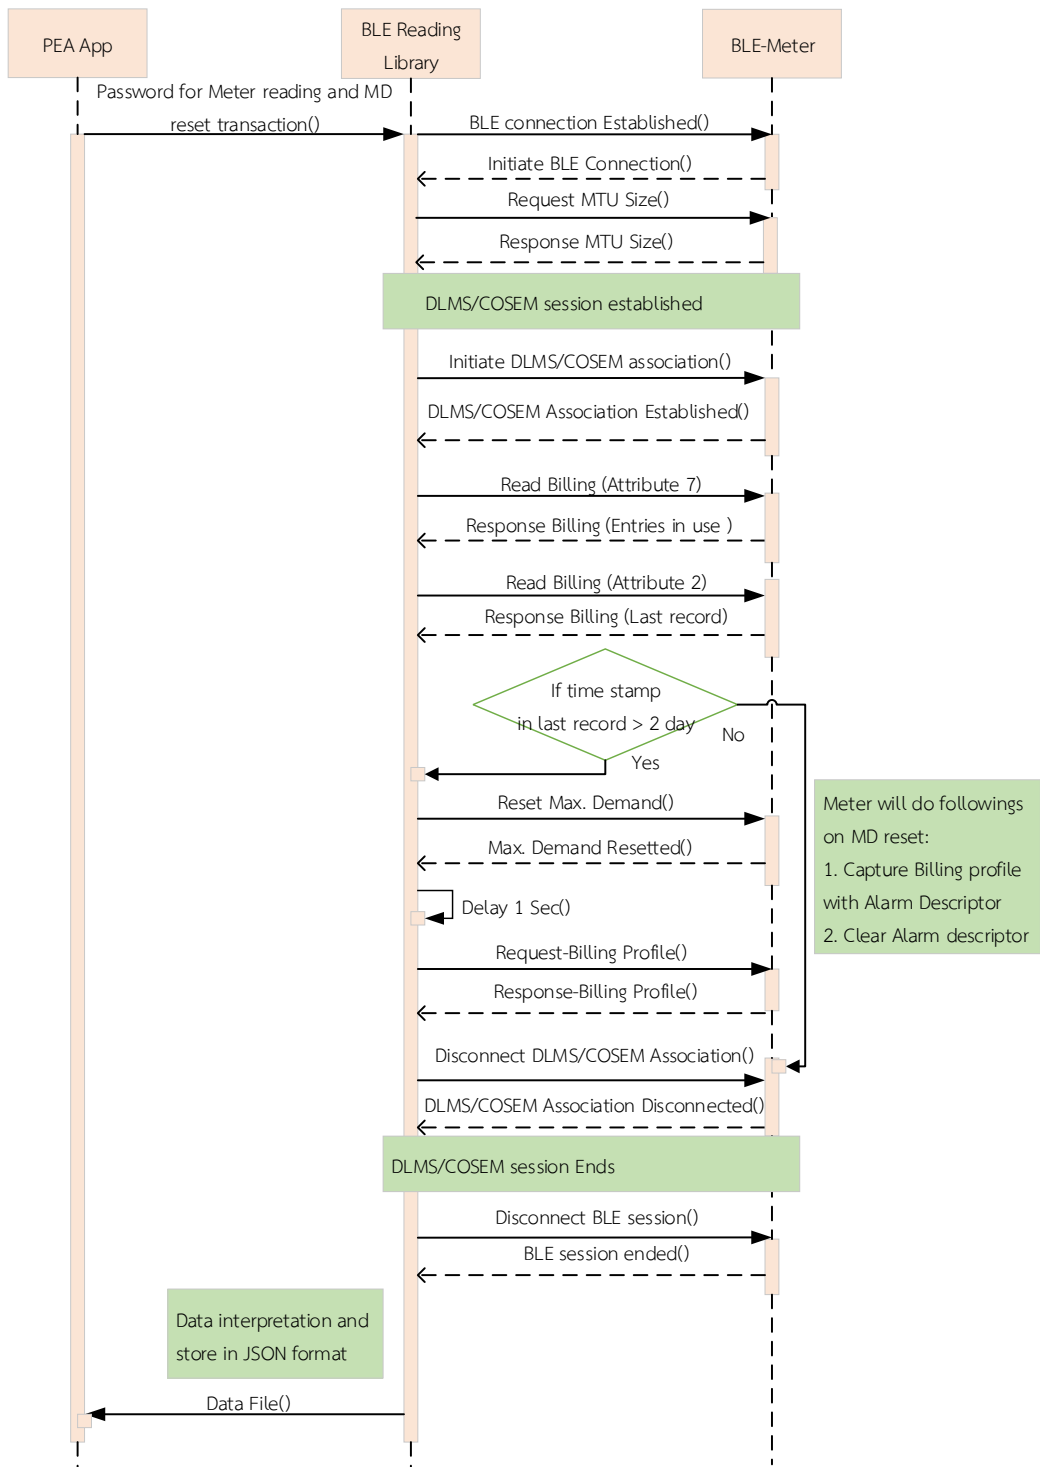 PEA App
BLE Reading
Library
BLE-Meter
Password for Meter reading and MD
reset transaction()
BLE connection Established()
Initiate BLE Connection()
Request MTU Size()
Response MTU Size()
DLMS/COSEM session established
Initiate DLMS/COSEM association()
DLMS/COSEM Association Established()
Read Billing (Attribute 7)
Response Billing (Entries in use )
Read Billing (Attribute 2)
Response Billing (Last record)
If time stamp
in last record > 2 day
No
Yes
Reset Max. Demand()
Max. Demand Resetted()
Meter will do followings
on MD reset:
1. Capture Billing profile
with Alarm Descriptor
2. Clear Alarm descriptor
Delay 1 Sec()
Request-Billing Profile()
Response-Billing Profile()
Disconnect DLMS/COSEM Association()
DLMS/COSEM Association Disconnected()
DLMS/COSEM session Ends
Disconnect BLE session()
BLE session ended()
Data interpretation and
store in JSON format
Data File()